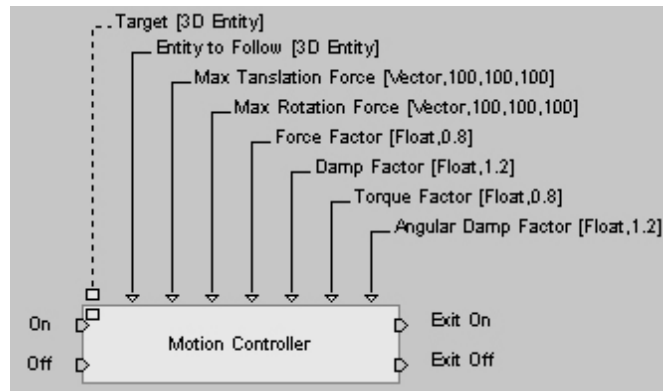 Target [3D Entity]
Entity to Follow [3D Entity]
Max Tanslation Force [Vector,100,100,100]
Max Rotation Force [Vector,100,100,100]
Force Factor [Float,0.8]
Damp Factor [Float,1.2]
Torque Factor [Float,0.8]
Angular Damp Factor [Float,1.2]
On
Exit On
Motion Controller
Off
Exit Off